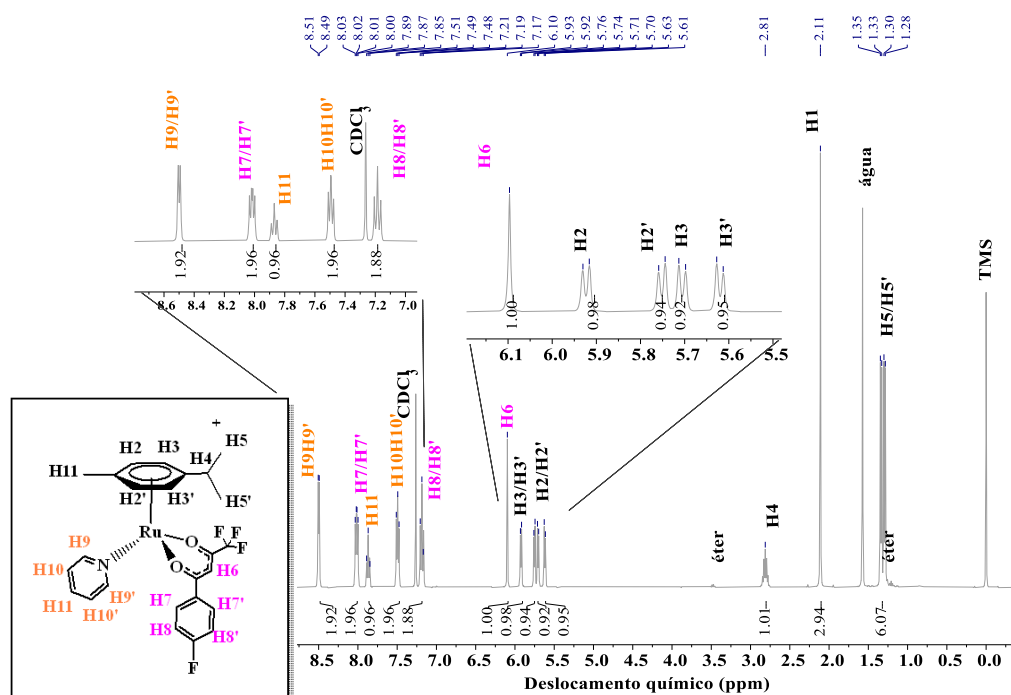 8.51 8.49 8.03 8.02 8.01 8.00 7.89 7.87 7.85 7.51 7.49 7.48 7.21 7.19 7.17 6.10 5.93 5.92 5.76 5.74 5.71 5.70 5.63 5.61 2.81 2.11 1.35 1.33 1.30 1.28
H9/H9' H7/H7' H11 H10H10' CDCl3 H8/H8'
1.92 1.96 0.96 1.96 1.88
8.6 8.4 8.2 8.0 7.8 7.6 7.4 7.2 7.0
H6 H2 H2' H3 H3'
1.00 0.98 0.94 0.92 0.95
6.1 6.0 5.9 5.8 5.7 5.6 5.5
H1 água H5/H5' TMS
H9H9' H7/H7' H11 H10H10' CDCl3 H8/H8' H6 H3/H3' H2/H2' éter H4 éter
1.92 1.96 0.96 1.96 1.88 1.00 0.98 0.94 0.92 0.95 1.01 2.94 6.07
8.5 8.0 7.5 7.0 6.5 6.0 5.5 5.0 4.5 4.0 3.5 3.0 2.5 2.0 1.5 1.0 0.5 0.0
Deslocamento químico (ppm)
+
H2 H3 H4 H5
H11
H2' H3' H5'
Ru
H9 N O O F F F
H10 H6
H11 H9' H7 H7'
H10' H8 H8'
F